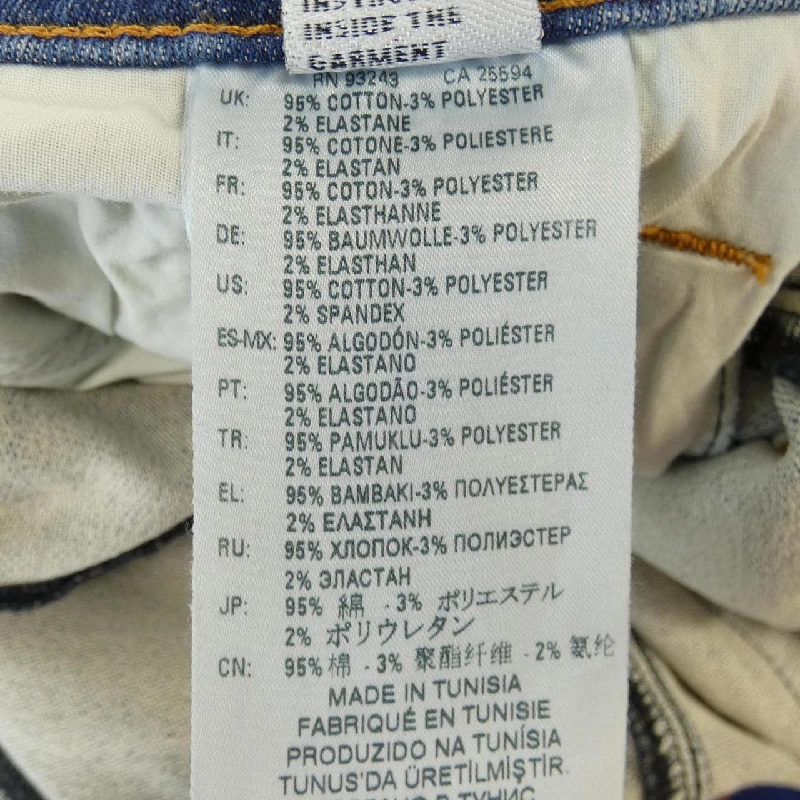 INSIDE THE
GARMENT
RN 93243 CA 25594
UK: 95% COTTON-3% POLYESTER
2% ELASTANE
IT: 95% COTONE-3% POLIESTERE
2% ELASTAN
FR: 95% COTON-3% POLYESTER
2% ELASTHANNE
DE: 95% BAUMWOLLE-3% POLYESTER
2% ELASTHAN
US: 95% COTTON-3% POLYESTER
2% SPANDEX
ES-MX: 95% ALGODÓN-3% POLIÉSTER
2% ELASTANO
PT: 95% ALGODÃO-3% POLIÉSTER
2% ELASTANO
TR: 95% PAMUKLU-3% POLYESTER
2% ELASTAN
EL: 95% ΒΑΜΒΑΚΙ-3% ΠΟΛΥΕΣΤΕΡΑΣ
2% ΕΛΑΣΤΑΝΗ
RU: 95% ХЛОПОК-3% ПОЛИЭСТЕР
2% ЭЛАСТАН
JP: 95% 綿 -3% ポリエステル
2% ポリウレタン
CN: 95% 棉 -3% 聚酯纤维 -2% 氨纶
MADE IN TUNISIA
FABRIQUÉ EN TUNISIE
PRODUZIDO NA TUNÍSIA
TUNUS'DA ÜRETİLMİŞTİR.